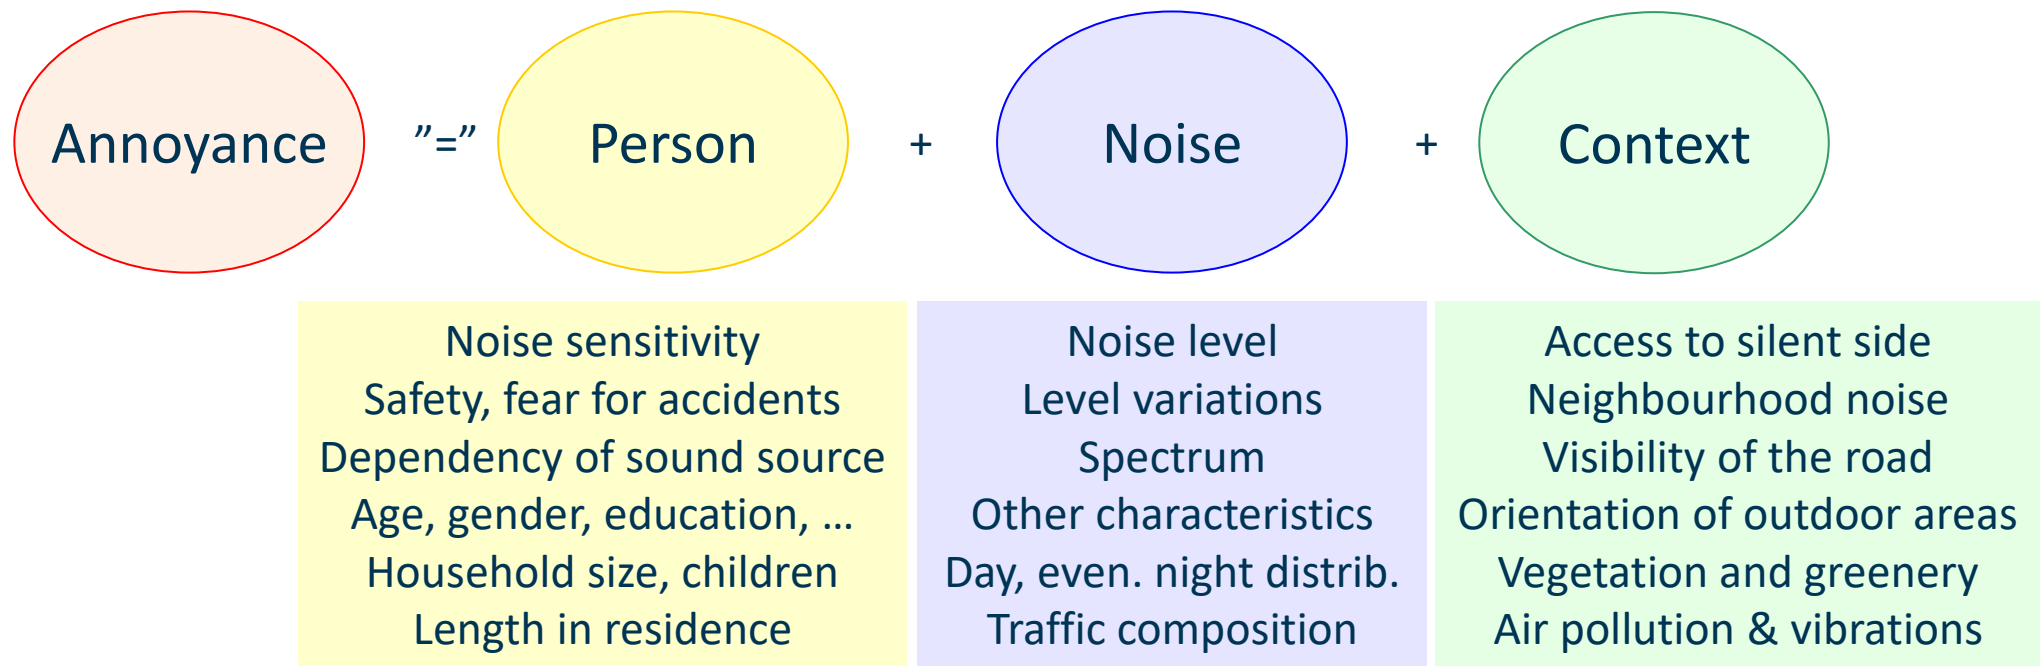 Annoyance ”=” Person + Noise + Context
Noise sensitivity
Safety, fear for accidents
Dependency of sound source
Age, gender, education, ...
Household size, children
Length in residence
Noise level
Level variations
Spectrum
Other characteristics
Day, even. night distrib.
Traffic composition
Access to silent side
Neighbourhood noise
Visibility of the road
Orientation of outdoor areas
Vegetation and greenery
Air pollution & vibrations